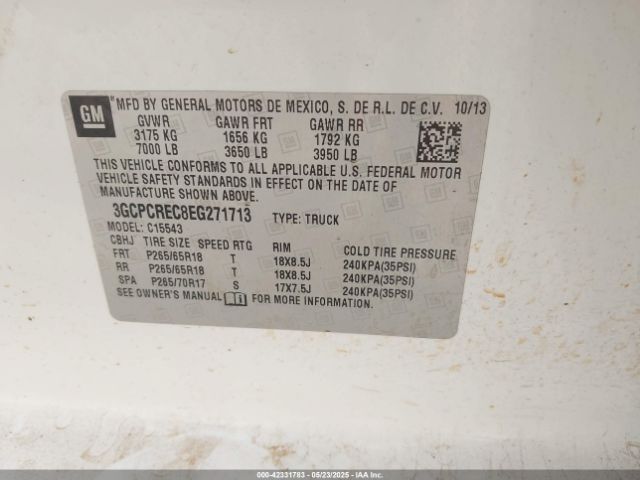 GM
MFD BY GENERAL MOTORS DE MEXICO, S. DE R.L. DE C.V. 10/13
GVWR GAWR FRT GAWR RR
3175 KG 1656 KG 1792 KG
7000 LB 3650 LB 3950 LB
THIS VEHICLE CONFORMS TO ALL APPLICABLE U.S. FEDERAL MOTOR
VEHICLE SAFETY STANDARDS IN EFFECT ON THE DATE OF
MANUFACTURE SHOWN ABOVE.
3GCPCREC8EG271713 TYPE: TRUCK
MODEL: C15543
CBHJ TIRE SIZE SPEED RTG RIM COLD TIRE PRESSURE
FRT P265/65R18 T 18X8.5J 240KPA(35PSI)
RR P265/65R18 T 18X8.5J 240KPA(35PSI)
SPA P265/70R17 S 17X7.5J 240KPA(35PSI)
SEE OWNER'S MANUAL FOR MORE INFORMATION.
000-42331783 - 05/23/2025 - IAAI.com